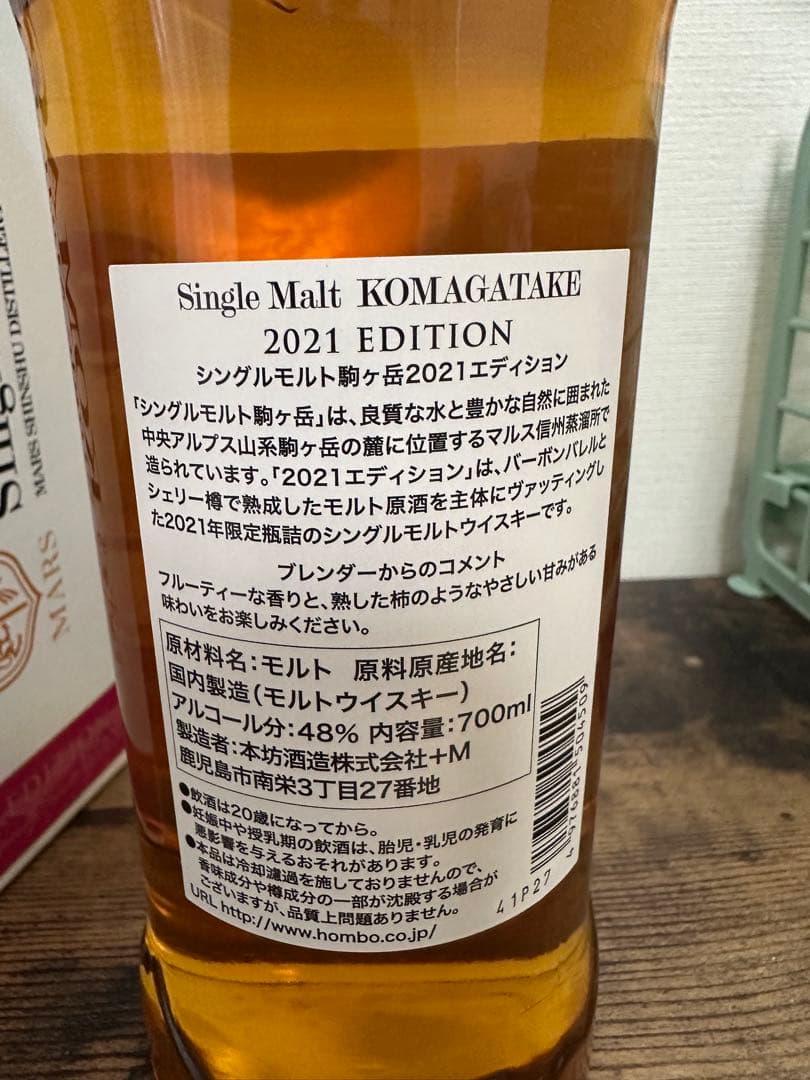 Single Malt KOMAGATAKE
2021 EDITION
シングルモルト駒ヶ岳2021エディション
「シングルモルト駒ヶ岳」は、良質な水と豊かな自然に囲まれた
中央アルプス山系駒ヶ岳の麓に位置するマルス信州蒸溜所で
造られています。「2021エディション」は、バーボンバレルと
シェリー樽で熟成したモルト原酒を主体にヴァッティングし
た2021年限定瓶詰のシングルモルトウイスキーです。
ブレンダーからのコメント
フルーティーな香りと、熟した柿のようなやさしい甘みがある
味わいをお楽しみください。
原材料名：モルト 原料原産地名：
国内製造（モルトウイスキー）
アルコール分：48% 内容量：700ml
製造者：本坊酒造株式会社+M
鹿児島市南栄3丁目27番地
●飲酒は20歳になってから。
●妊娠中や授乳期の飲酒は、胎児・乳児の発育に
悪影響を与えるおそれがあります。
●本品は冷却濾過を施しておりませんので、
香味成分や樽成分の一部が沈殿する場合が
ございますが、品質上問題ありません。
URL http://www.hombo.co.jp/
4 976881 504509
41P27
MARS SHINSHU DISTILLERY
MARS